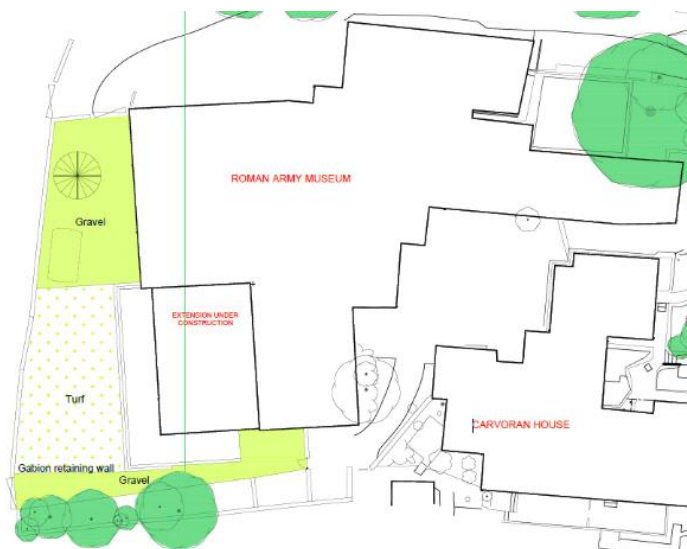 ROMAN ARMY MUSEUM
Gravel
EXTENSION UNDER
CONSTRUCTION
Turf
CARVORAN HOUSE
Gabion retaining wall
Gravel